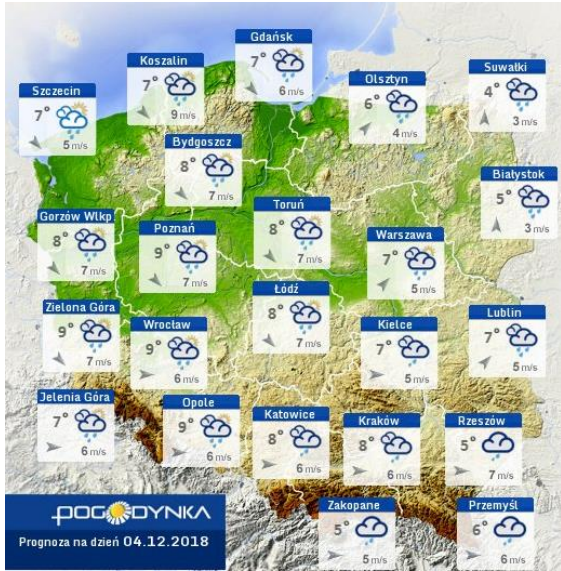 Gdańsk
7°
6 m/s
Koszalin
7°
9 m/s
Szczecin
7°
5 m/s
Olsztyn
6°
4 m/s
Suwałki
4°
3 m/s
Bydgoszcz
8°
7 m/s
Białystok
5°
3 m/s
Gorzów Wlkp
8°
7 m/s
Poznań
9°
7 m/s
Toruń
8°
7 m/s
Warszawa
7°
5 m/s
Zielona Góra
9°
7 m/s
Wrocław
9°
6 m/s
Łódź
8°
7 m/s
Kielce
7°
5 m/s
Lublin
7°
5 m/s
Jelenia Góra
7°
6 m/s
Opole
9°
6 m/s
Katowice
8°
6 m/s
Kraków
8°
6 m/s
Rzeszów
5°
7 m/s
Zakopane
5°
5 m/s
Przemyśl
6°
6 m/s
POGODYNKA
Prognoza na dzień 04.12.2018